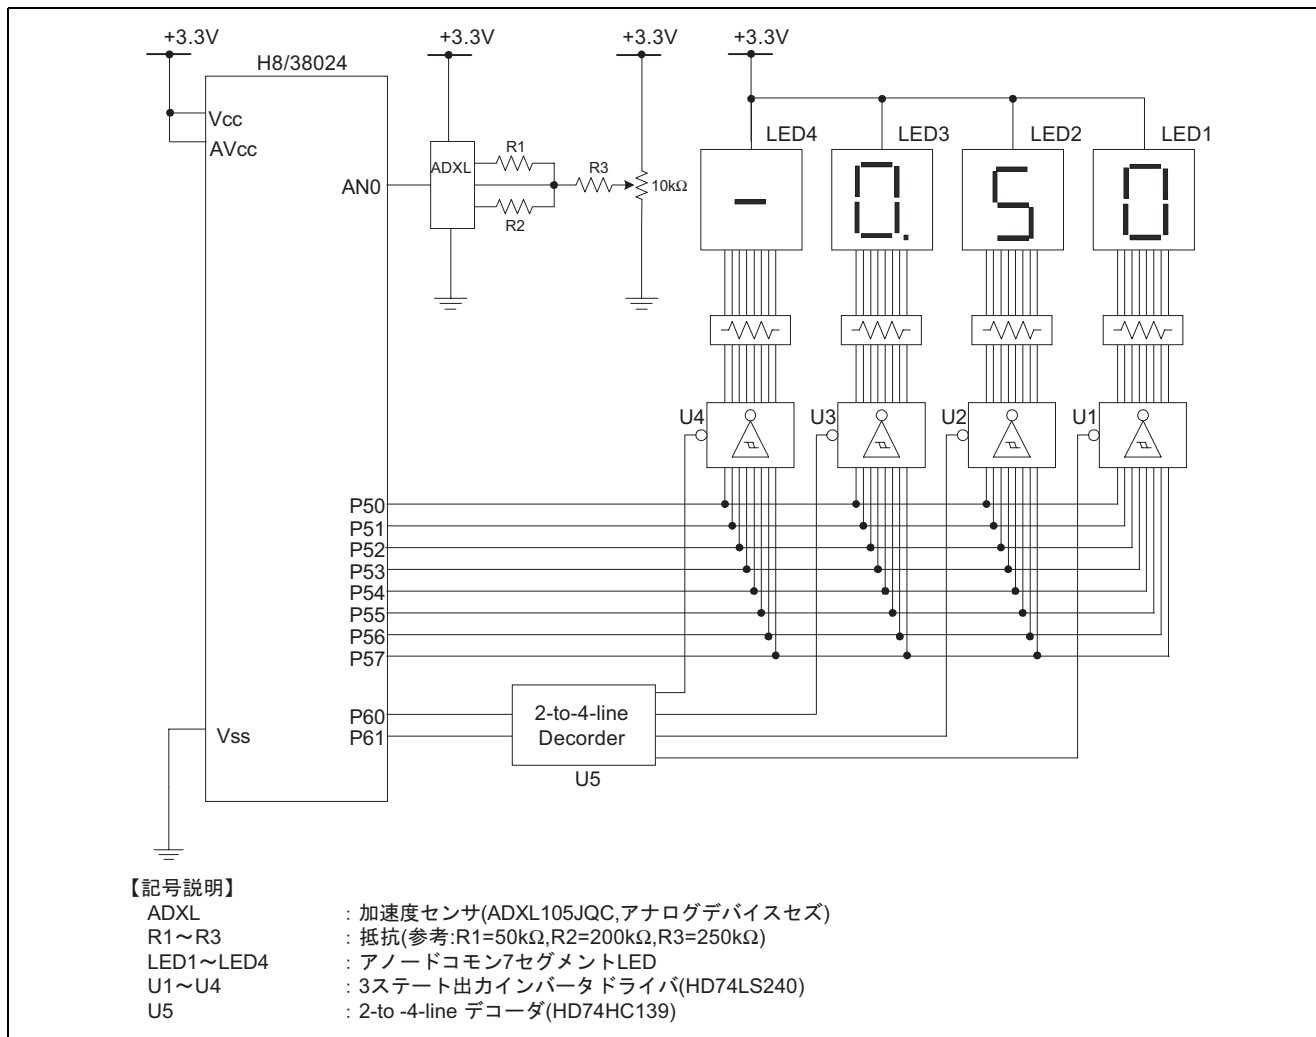 +3.3V +3.3V +3.3V +3.3V
H8/38024
Vcc
AVcc
AN0
ADXL
R1
R2
R3
10kΩ
LED4 LED3 LED2 LED1
- 0. 5 0
U4 U3 U2 U1
P50
P51
P52
P53
P54
P55
P56
P57
P60
P61
Vss
2-to-4-line
Decorder
U5
【記号説明】
ADXL : 加速度センサ(ADXL105JQC,アナログデバイスセズ)
R1～R3 : 抵抗(参考:R1=50kΩ,R2=200kΩ,R3=250kΩ)
LED1～LED4 : アノードコモン7セグメントLED
U1～U4 : 3ステート出力インバータドライバ(HD74LS240)
U5 : 2-to -4-line デコーダ(HD74HC139)